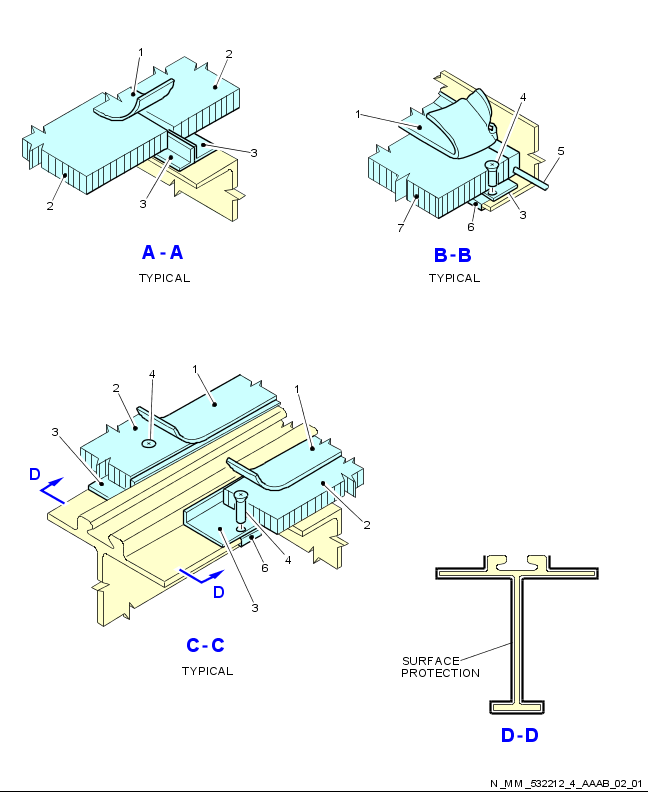 1
2
3
3
2
A-A
TYPICAL
4
1
5
3
6
7
B-B
TYPICAL
1
4
2
1
3
D
2
4
6
3
D
C-C
TYPICAL
SURFACE
PROTECTION
D-D
N_MM_532212_4_AAAB_02_01